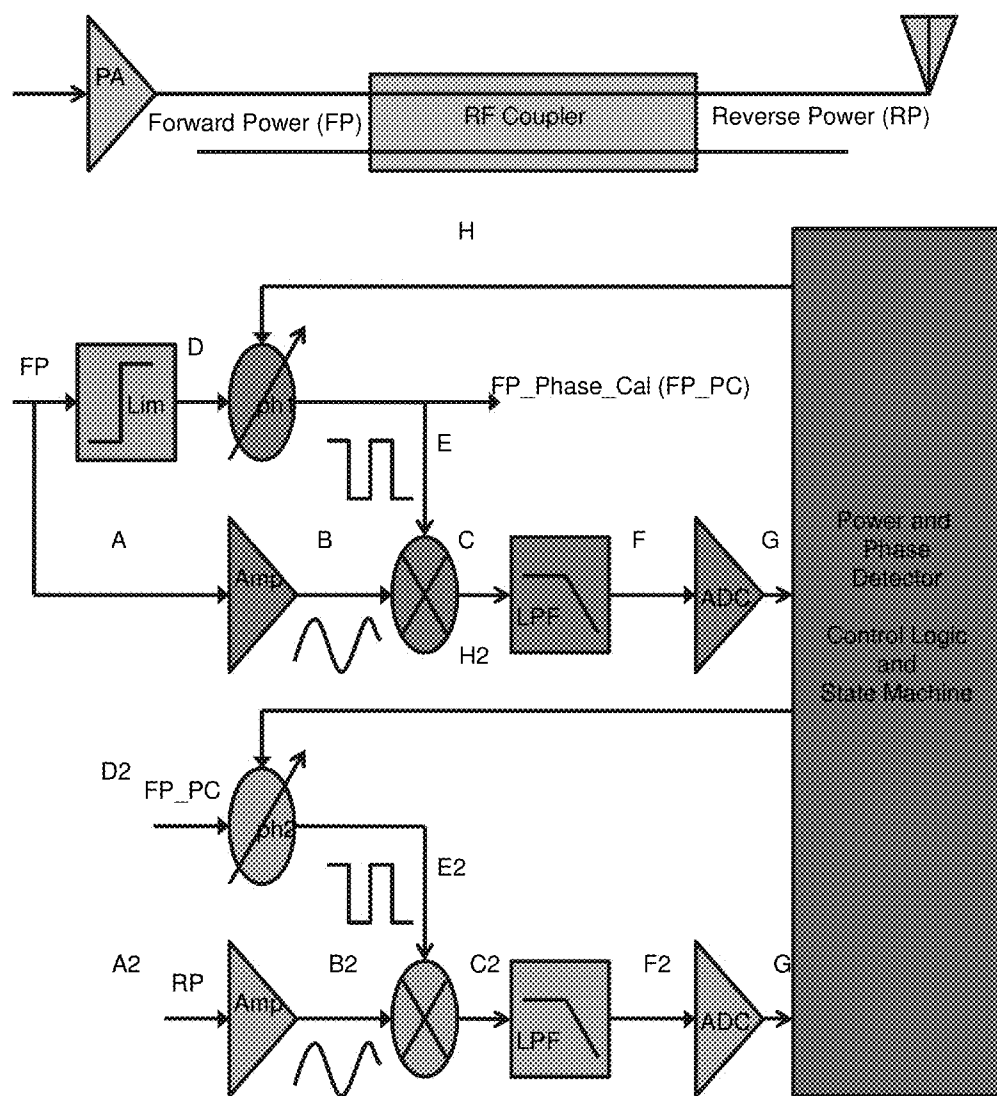 PA
Forward Power (FP)
RF Coupler
Reverse Power (RP)
H
FP
D
Lim
ph1
FP_Phase_Cal (FP_PC)
E
A
B
C
F
G
Amp
LPF
ADC
H2
Power and
Phase
Detector
Control Logic
and
State Machine
D2
FP_PC
ph2
E2
A2
RP
Amp
B2
C2
LPF
F2
ADC
G